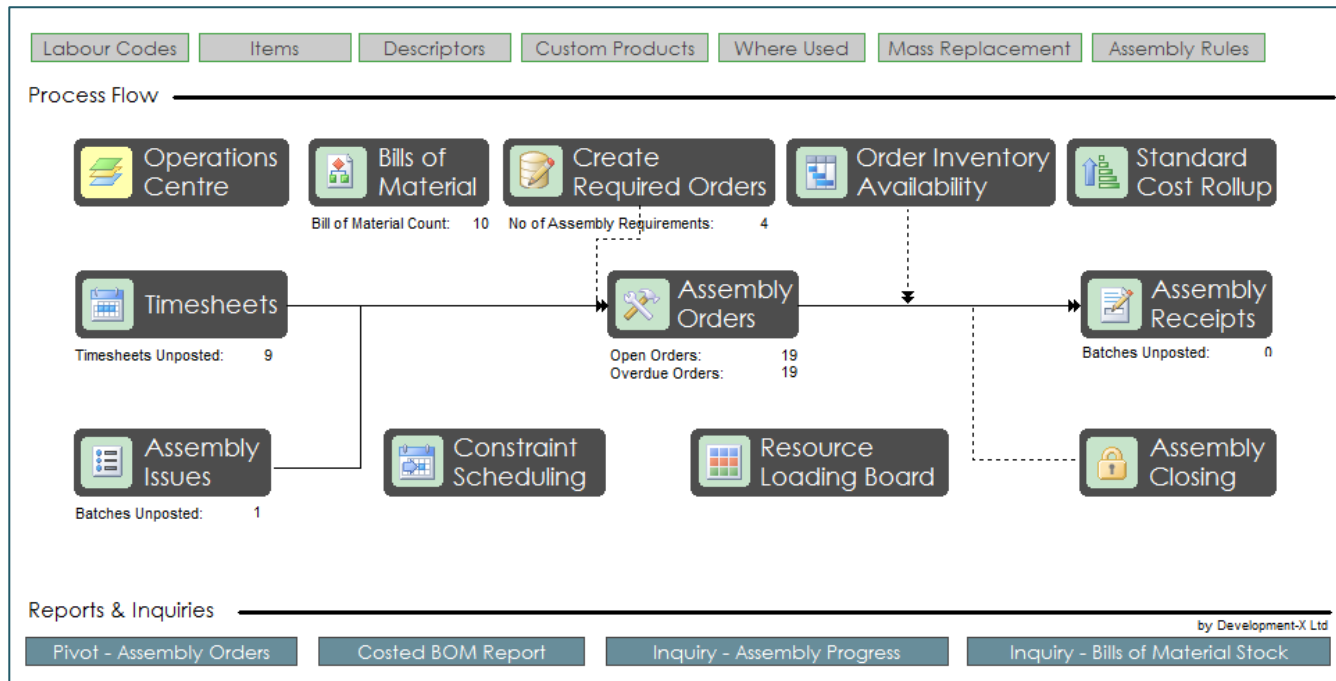 Labour Codes
Items
Descriptors
Custom Products
Where Used
Mass Replacement
Assembly Rules
Process Flow
Operations
Centre
Bills of
Material
Bill of Material Count: 10
Create
Required Orders
No of Assembly Requirements: 4
Order Inventory
Availability
Standard
Cost Rollup
Timesheets
Timesheets Unposted: 9
Assembly
Orders
Open Orders: 19
Overdue Orders: 19
Assembly
Receipts
Batches Unposted: 0
Assembly
Issues
Batches Unposted: 1
Constraint
Scheduling
Resource
Loading Board
Assembly
Closing
Reports & Inquiries
by Development-X Ltd
Pivot - Assembly Orders
Costed BOM Report
Inquiry - Assembly Progress
Inquiry - Bills of Material Stock